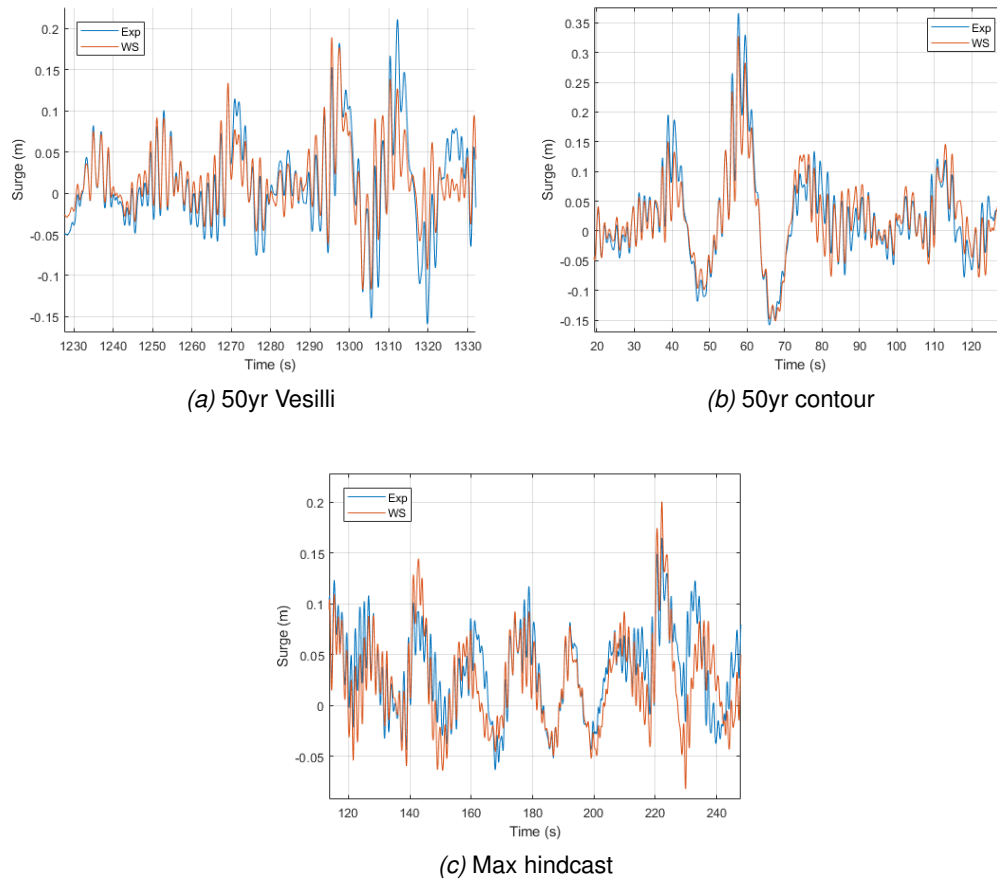 0.2
0.15
0.1
0.05
0
-0.05
-0.1
-0.15
Surge (m)
Exp
WS
1230 1240 1250 1260 1270 1280 1290 1300 1310 1320 1330
Time (s)
(a) 50yr Vesilli
0.35
0.3
0.25
0.2
0.15
0.1
0.05
0
-0.05
-0.1
-0.15
Surge (m)
Exp
WS
20 30 40 50 60 70 80 90 100 110 120
Time (s)
(b) 50yr contour
0.2
0.15
0.1
0.05
0
-0.05
Surge (m)
Exp
WS
120 140 160 180 200 220 240
Time (s)
(c) Max hindcast